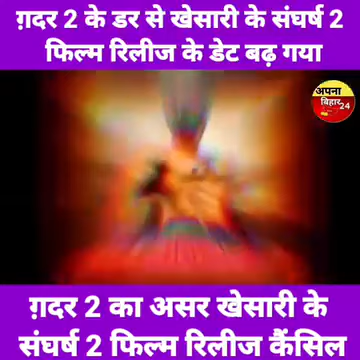 ग़दर 2 के डर से खेसारी के संघर्ष 2
फिल्म रिलीज के डेट बढ़ गया
अपना
बिहार
24
ग़दर 2 का असर खेसारी के
संघर्ष 2 फिल्म रिलीज कैंसिल